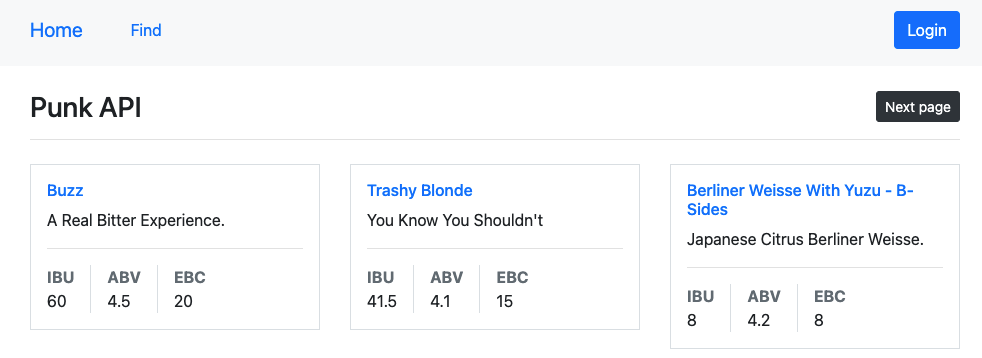 Home Find Login
Punk API Next page
Buzz
A Real Bitter Experience.
IBU ABV EBC
60 4.5 20
Trashy Blonde
You Know You Shouldn't
IBU ABV EBC
41.5 4.1 15
Berliner Weisse With Yuzu - B-
Sides
Japanese Citrus Berliner Weisse.
IBU ABV EBC
8 4.2 8